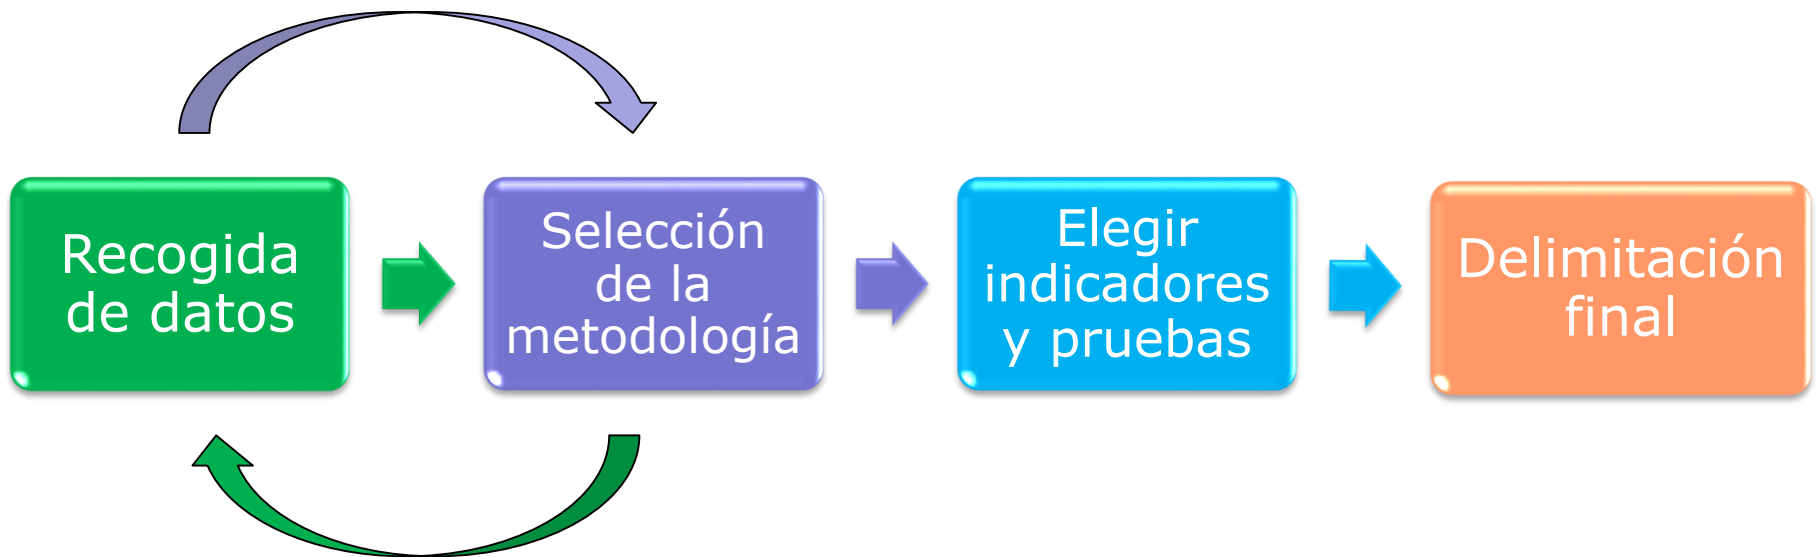 Recogida
de datos
Selección
de la
metodología
Elegir
indicadores
y pruebas
Delimitación
final